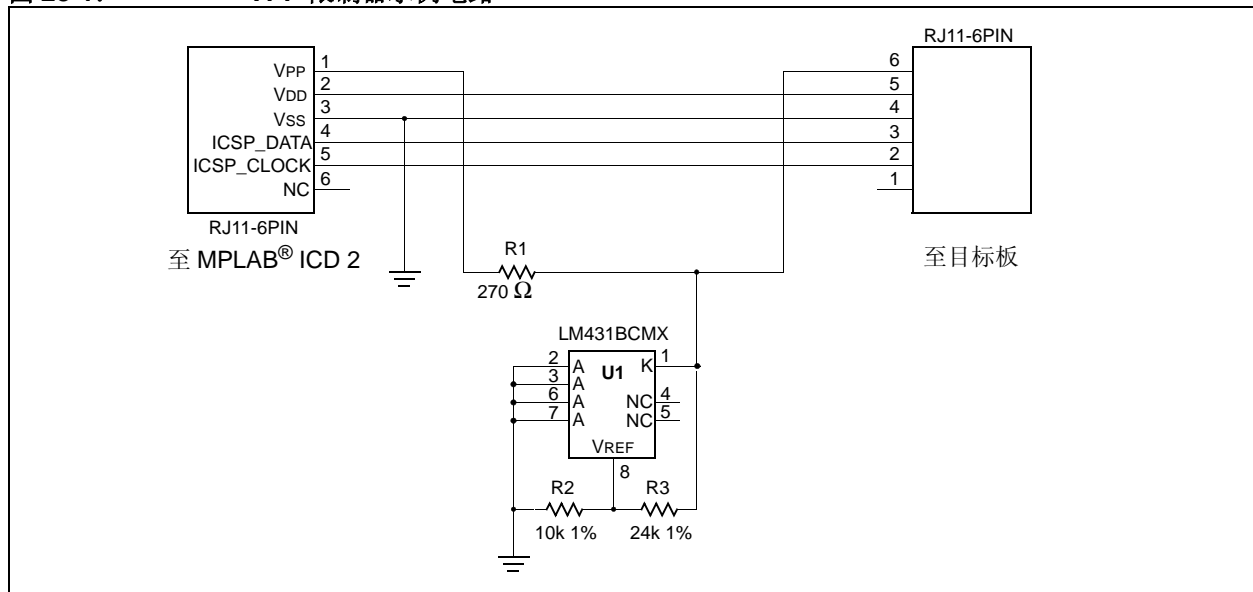 RJ11-6PIN
VPP 1
VDD 2
VSS 3
ICSP_DATA 4
ICSP_CLOCK 5
NC 6
6
5
4
3
2
1
RJ11-6PIN
至 MPLAB® ICD 2
至目标板
R1
270 Ω
LM431BCMX
2 A
3 A
6 A
7 A
U1
K 1
NC 4
NC 5
VREF
8
R2
10k 1%
R3
24k 1%